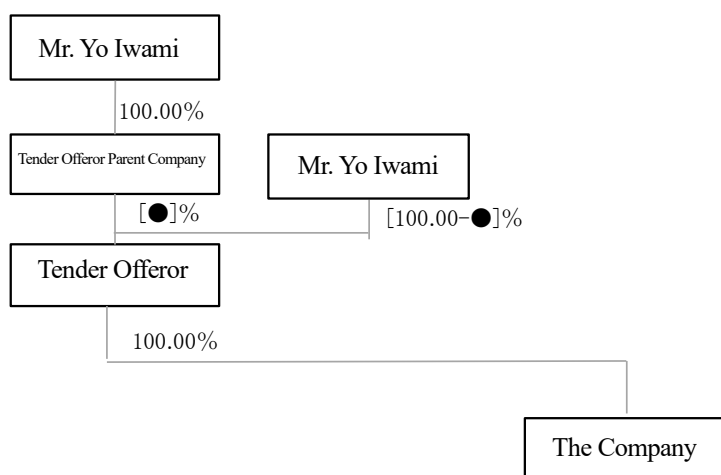 Mr. Yo Iwami
100.00%
Tender Offeror Parent Company
Mr. Yo Iwami
[●]%
[100.00-●]%
Tender Offeror
100.00%
The Company